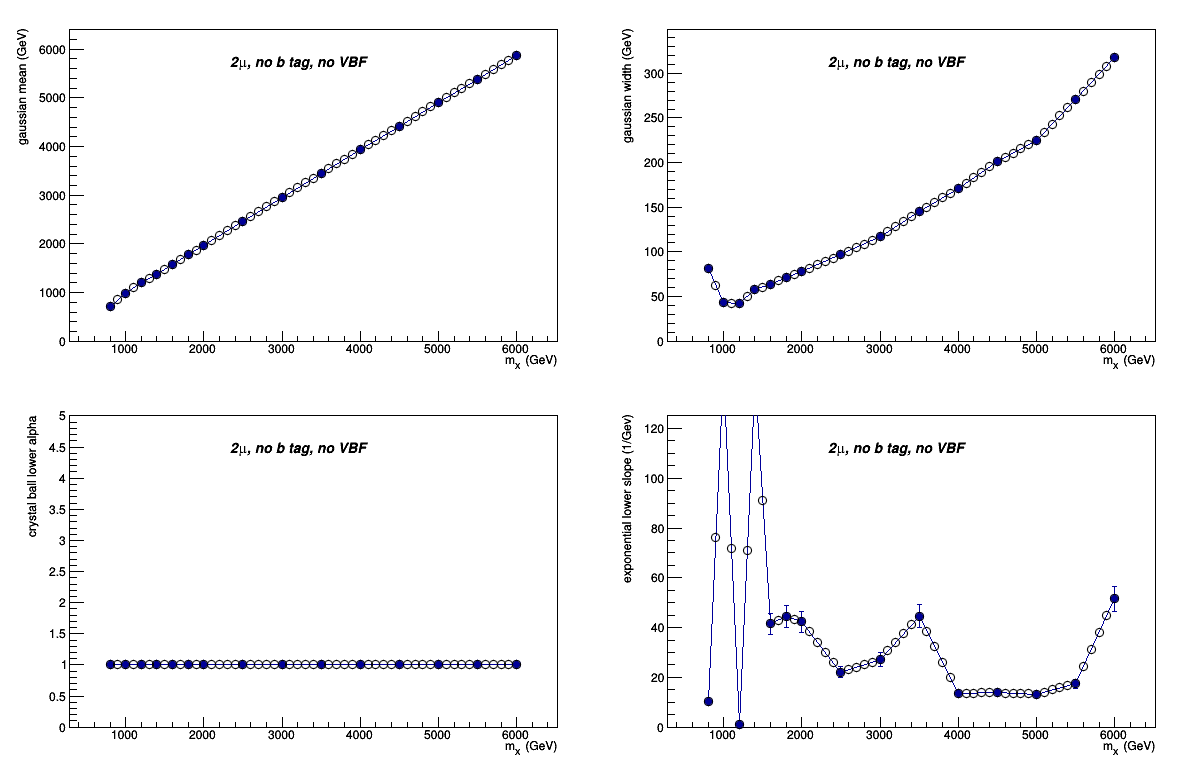 gaussian mean (GeV)
2μ, no b tag, no VBF
6000
5000
4000
3000
2000
1000
0
1000 2000 3000 4000 5000 6000
mX (GeV)
gaussian width (GeV)
2μ, no b tag, no VBF
300
250
200
150
100
50
0
1000 2000 3000 4000 5000 6000
mX (GeV)
crystal ball lower alpha
2μ, no b tag, no VBF
5
4.5
4
3.5
3
2.5
2
1.5
1
0.5
0
1000 2000 3000 4000 5000 6000
mX (GeV)
exponential lower slope (1/Gev)
2μ, no b tag, no VBF
120
100
80
60
40
20
0
1000 2000 3000 4000 5000 6000
mX (GeV)